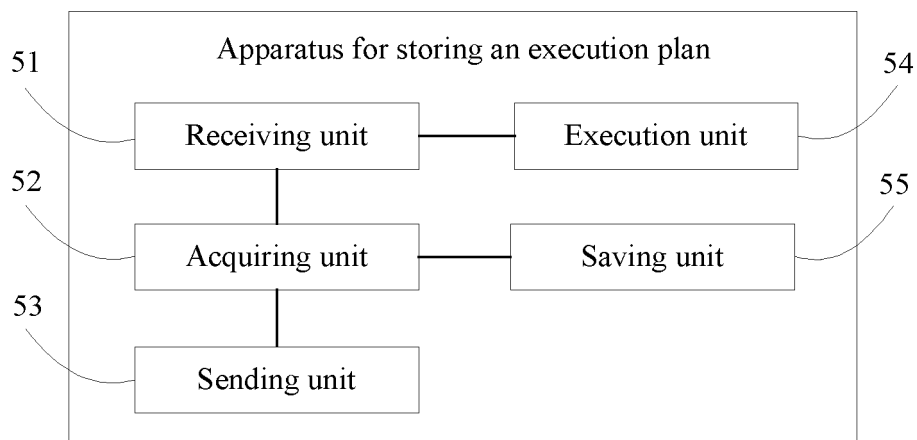 Apparatus for storing an execution plan
51
54
Receiving unit
Execution unit
52
55
Acquiring unit
Saving unit
53
Sending unit